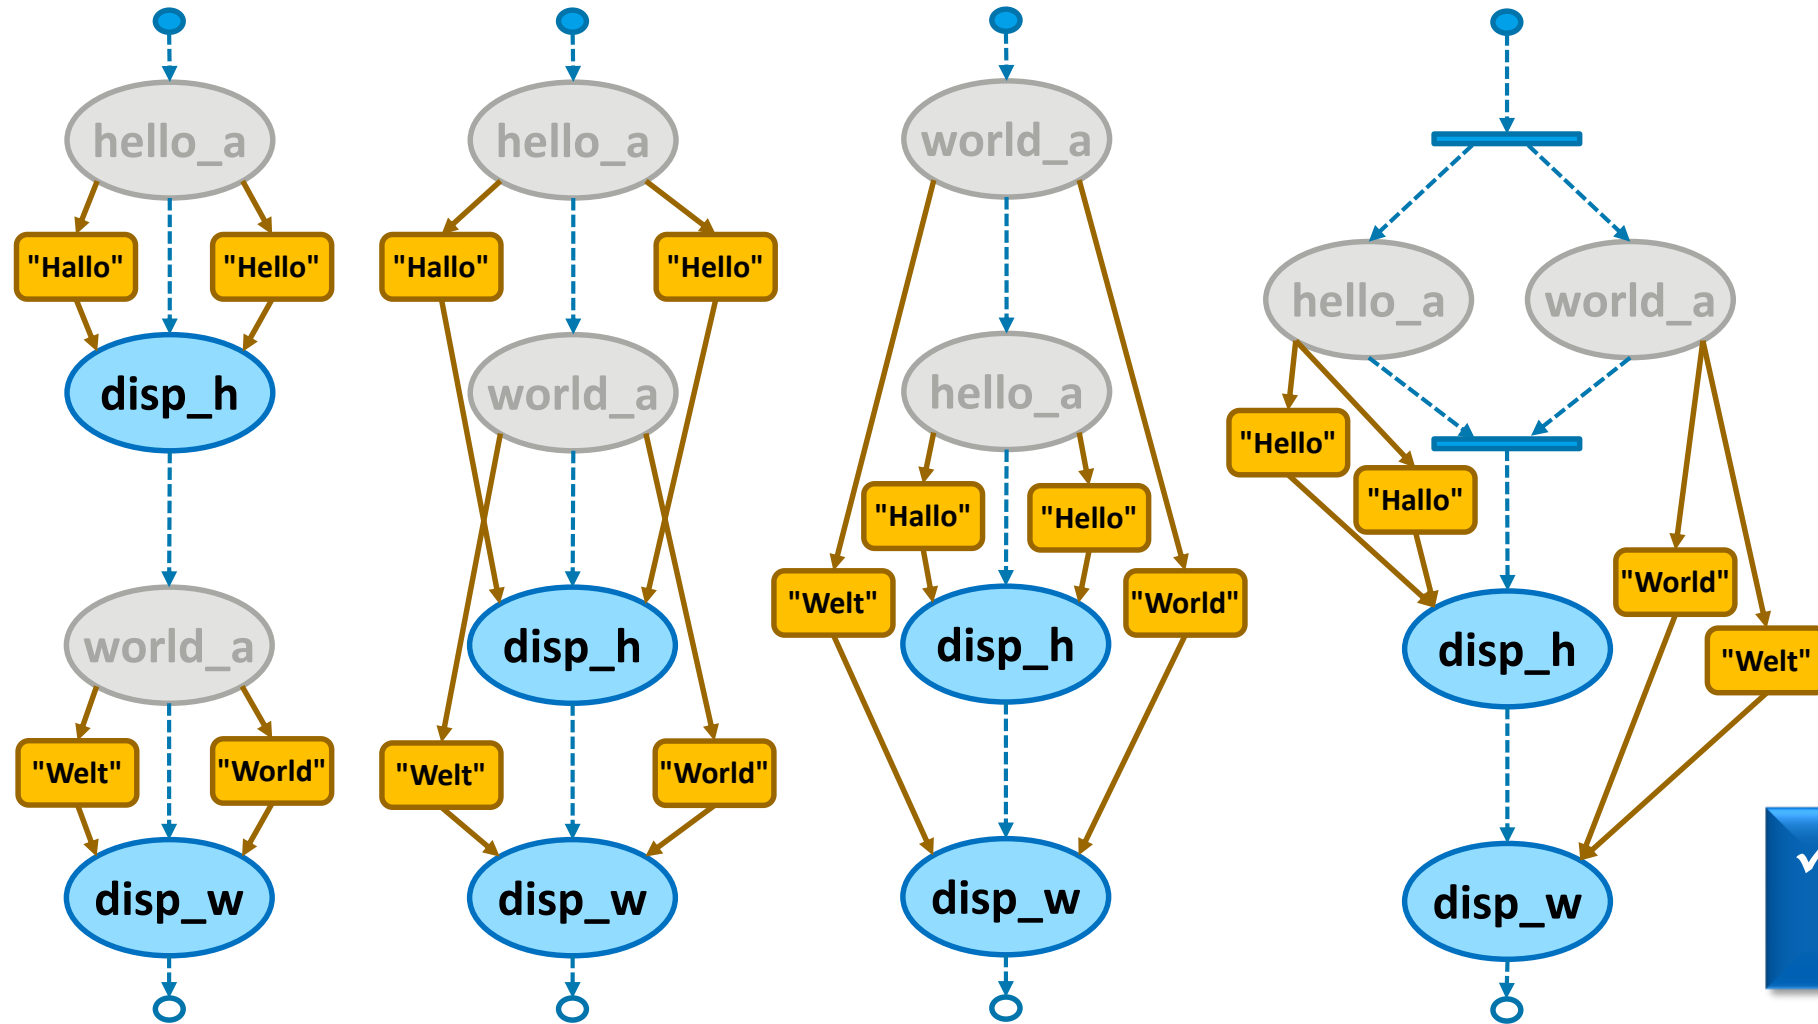 hello_a
"Hallo"
"Hello"
disp_h
world_a
"Welt"
"World"
disp_w
hello_a
"Hallo"
"Hello"
world_a
disp_h
"Welt"
"World"
disp_w
world_a
hello_a
"Hallo"
"Hello"
"Welt"
"World"
disp_h
disp_w
hello_a
world_a
"Hello"
"Hallo"
"World"
disp_h
"Welt"
disp_w
✓